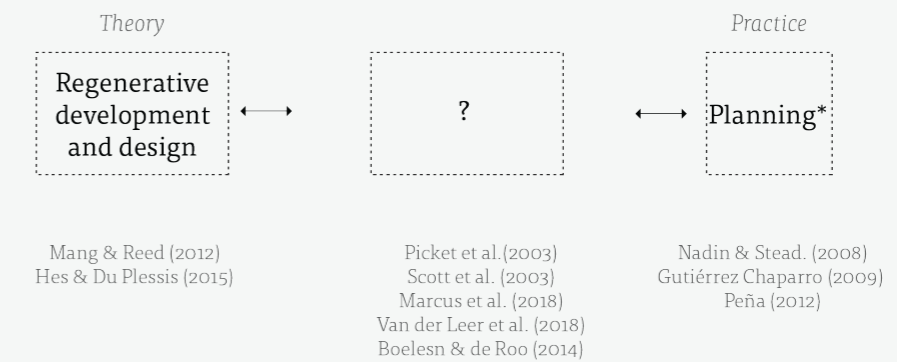 Theory
Practice
Regenerative
development
and design
?
Planning*
Mang & Reed (2012)
Hes & Du Plessis (2015)
Picket et al.(2003)
Scott et al. (2003)
Marcus et al. (2018)
Van der Leer et al. (2018)
Boelesn & de Roo (2014)
Nadin & Stead. (2008)
Gutiérrez Chaparro (2009)
Peña (2012)